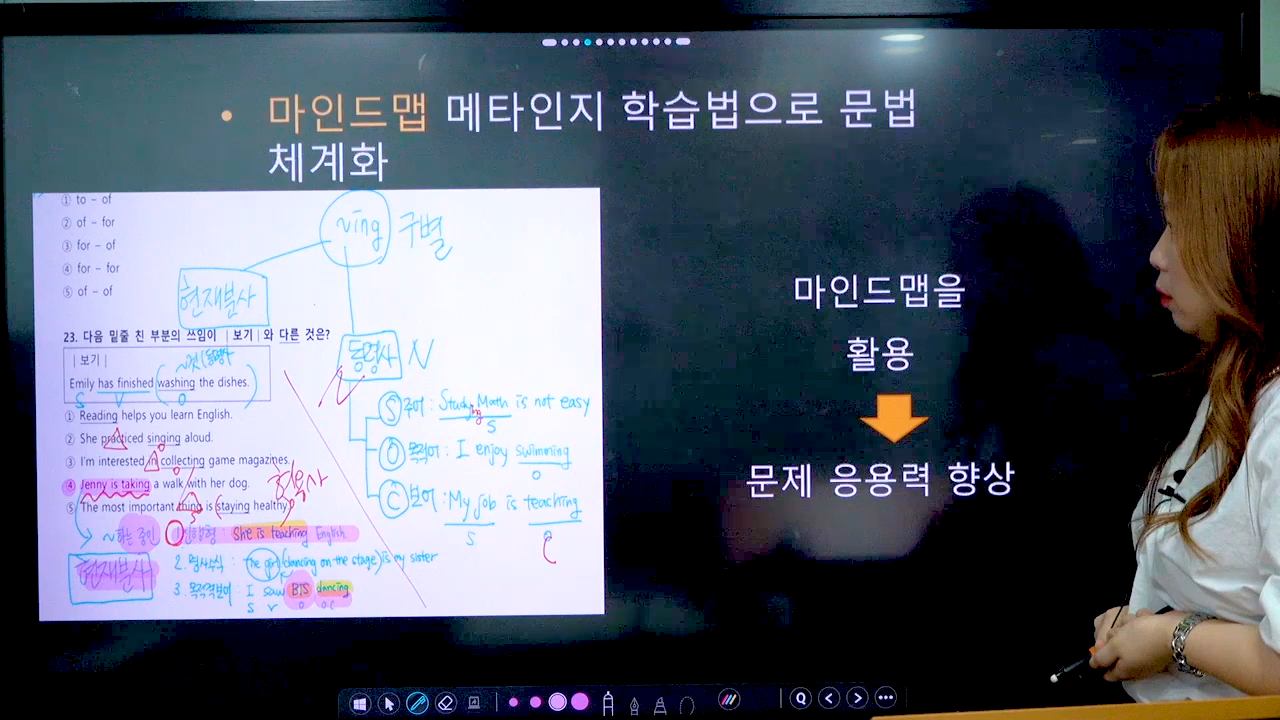 • 마인드맵 메타인지 학습법으로 문법
체계화
① to – of
② of – for
③ for – of
④ for – for
⑤ of – of
~ing 구별
현재분사
23. 다음 밑줄 친 부분의 쓰임이 |보기|와 다른 것은?
|보기|
Emily has finished (washing the dishes.)
S V O
① Reading helps you learn English.
② She practiced singing aloud.
③ I'm interested in collecting game magazines.
④ Jenny is taking a walk with her dog.
⑤ The most important thing is (staying healthy)
→ ~하는 중인
현재분사
1. 진행형 : She is teaching English
2. 명사수식 : The girl (dancing on the stage) is my sister
3. 목적격보어 : I saw BTS dancing
S V O OC
동명사 N
Ⓢ 주어 : Studying Math is not easy
S
Ⓞ 목적어 : I enjoy swimming
O
Ⓒ 보어 : My job is teaching
S C
마인드맵을
활용
문제 응용력 향상